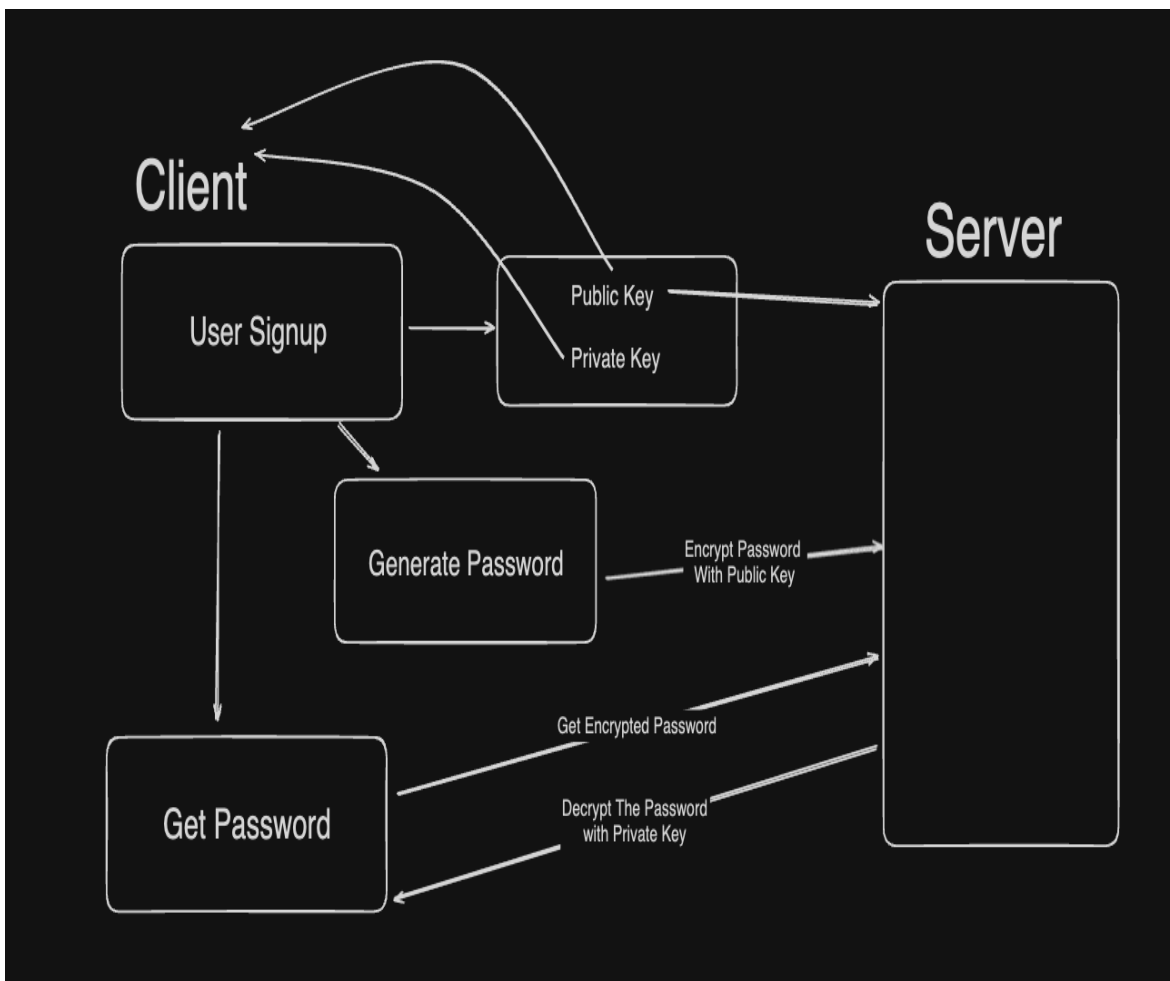 Client
Server
User Signup
Public Key
Private Key
Generate Password
Encrypt Password
With Public Key
Get Encrypted Password
Decrypt The Password
with Private Key
Get Password